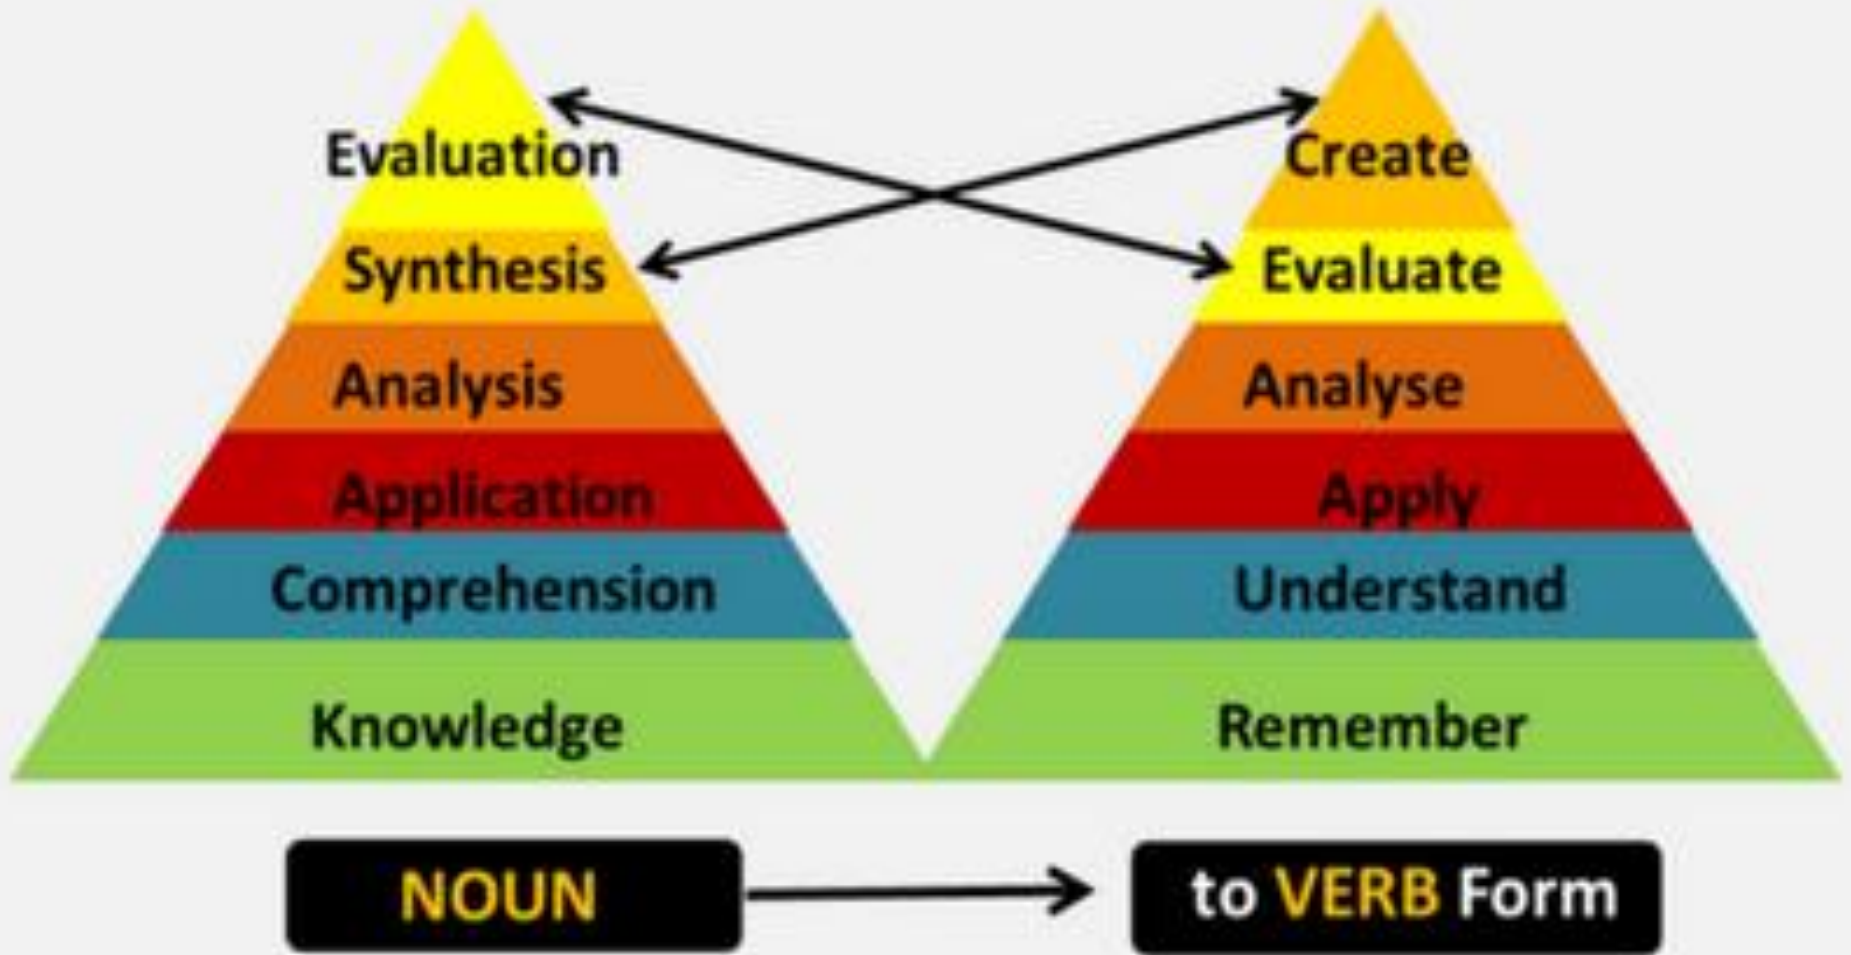 Evaluation
Synthesis
Analysis
Application
Comprehension
Knowledge
Create
Evaluate
Analyse
Apply
Understand
Remember
NOUN
to VERB Form